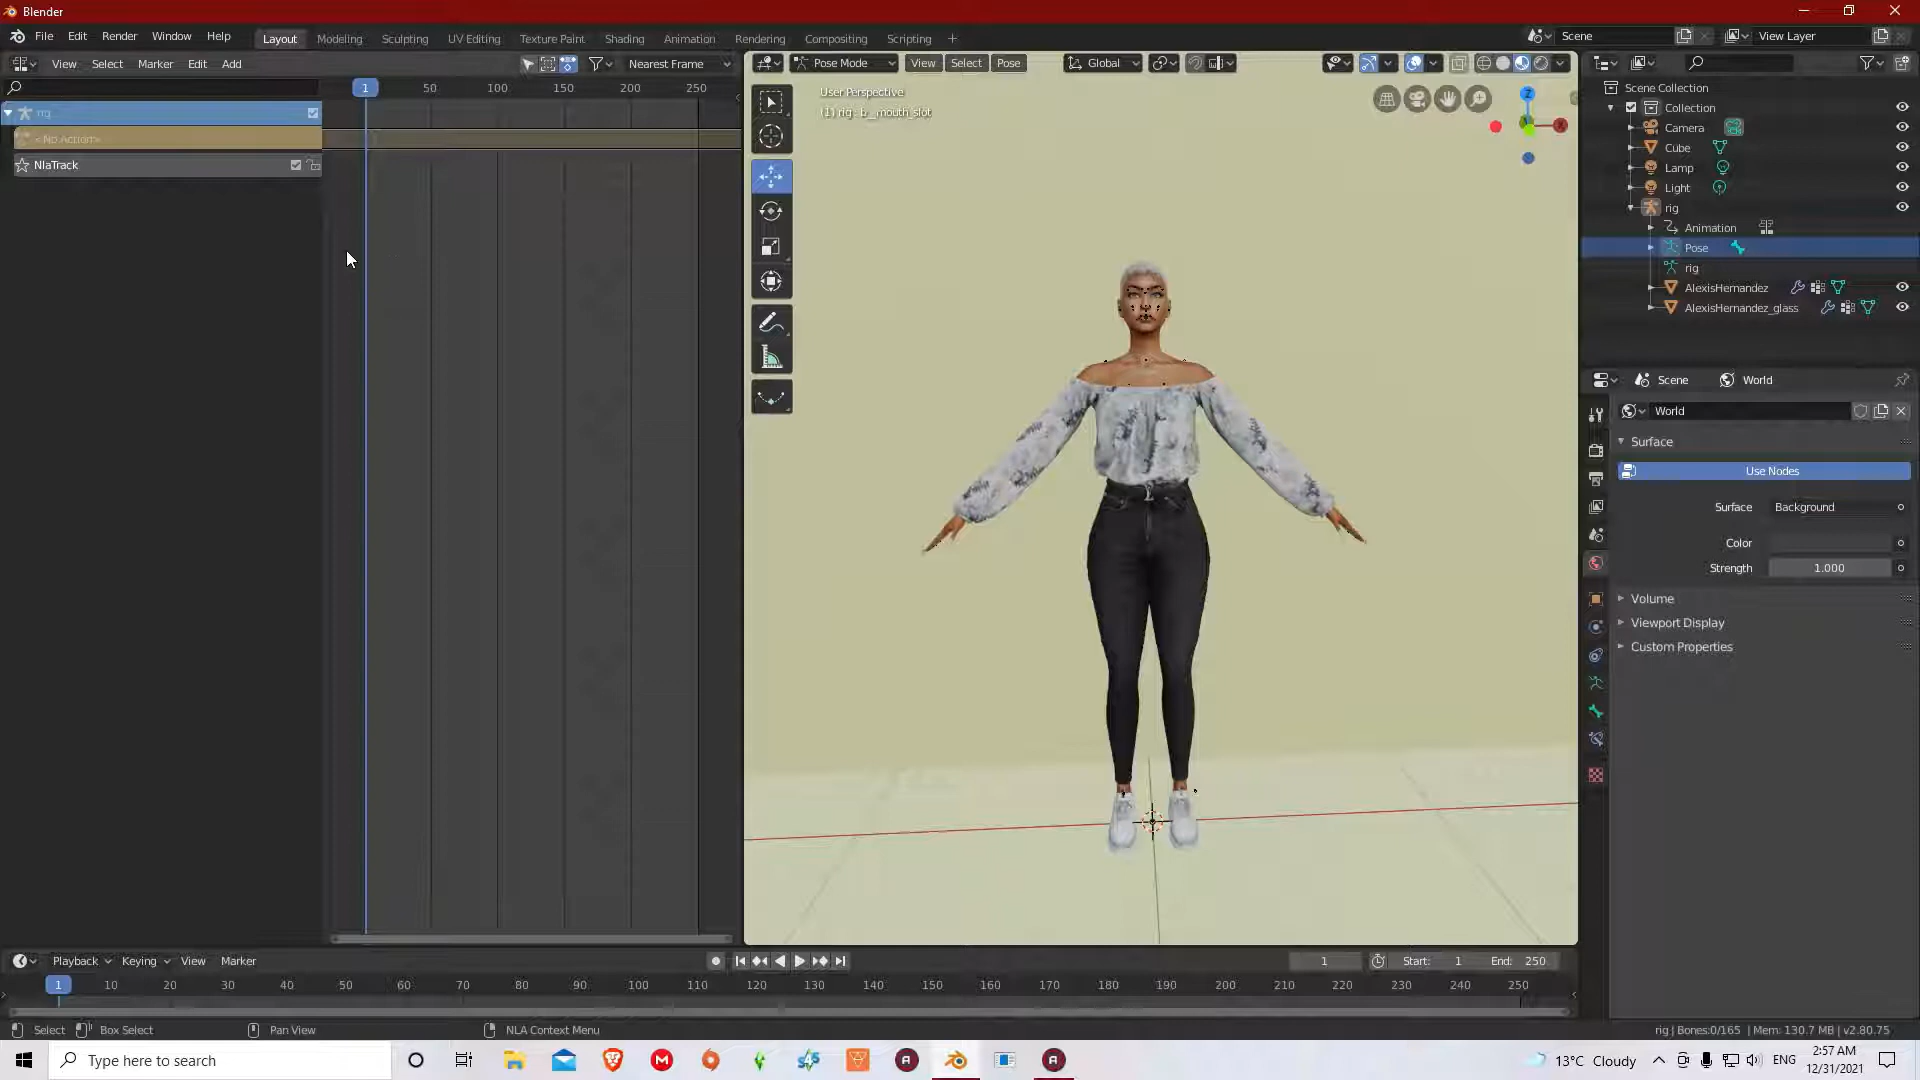 Blender
File Edit Render Window Help Layout Modeling Sculpting UV Editing Texture Paint Shading Animation Rendering Compositing Scripting + Scene View Layer
View Select Marker Edit Add Nearest Frame Pose Mode View Select Pose Global
1 50 100 150 200 250
User Perspective
(1) rig : b__mouth_slot
Z
X
rig
<No Action>
NlaTrack
Scene Collection
Collection
Camera
Cube
Lamp
Light
rig
Animation
Pose
rig
AlexisHernandez
AlexisHernandez_glass
Scene World
World
Surface
Use Nodes
Surface Background
Color
Strength 1.000
Volume
Viewport Display
Custom Properties
Playback Keying View Marker 1 Start: 1 End: 250
1 10 20 30 40 50 60 70 80 90 100 110 120 130 140 150 160 170 180 190 200 210 220 230 240 250
Select Box Select Pan View NLA Context Menu rig | Bones:0/165 | Mem: 130.7 MB | v2.80.75
Type here to search 13°C Cloudy ENG 2:57 AM
12/31/2021